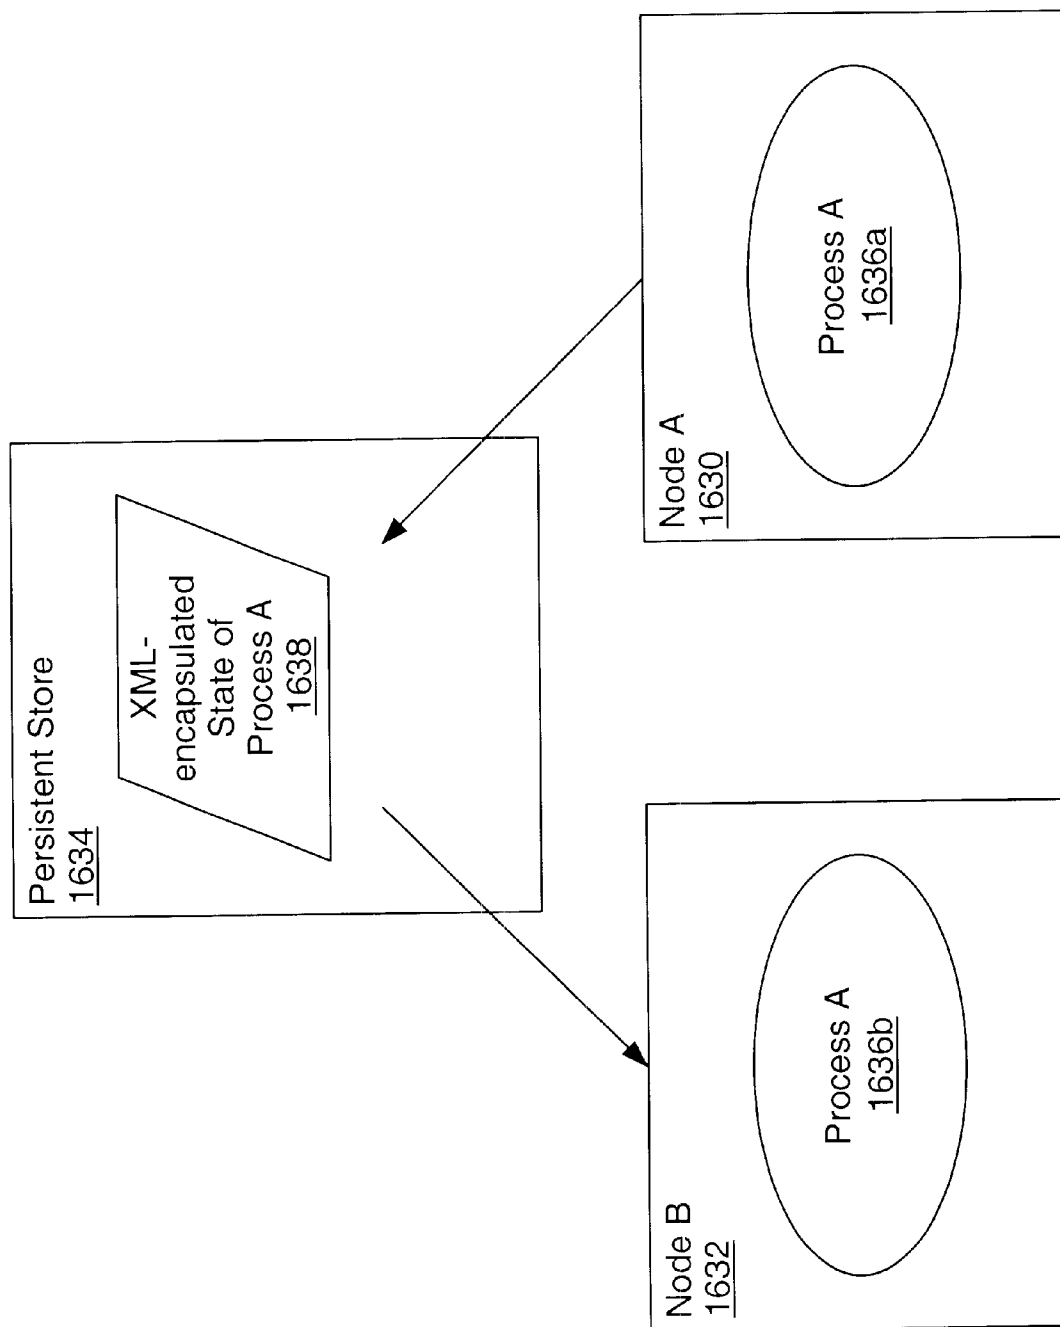 Persistent Store
1634
XML-
encapsulated
State of
Process A
1638
Node B
1632
Process A
1636b
Node A
1630
Process A
1636a